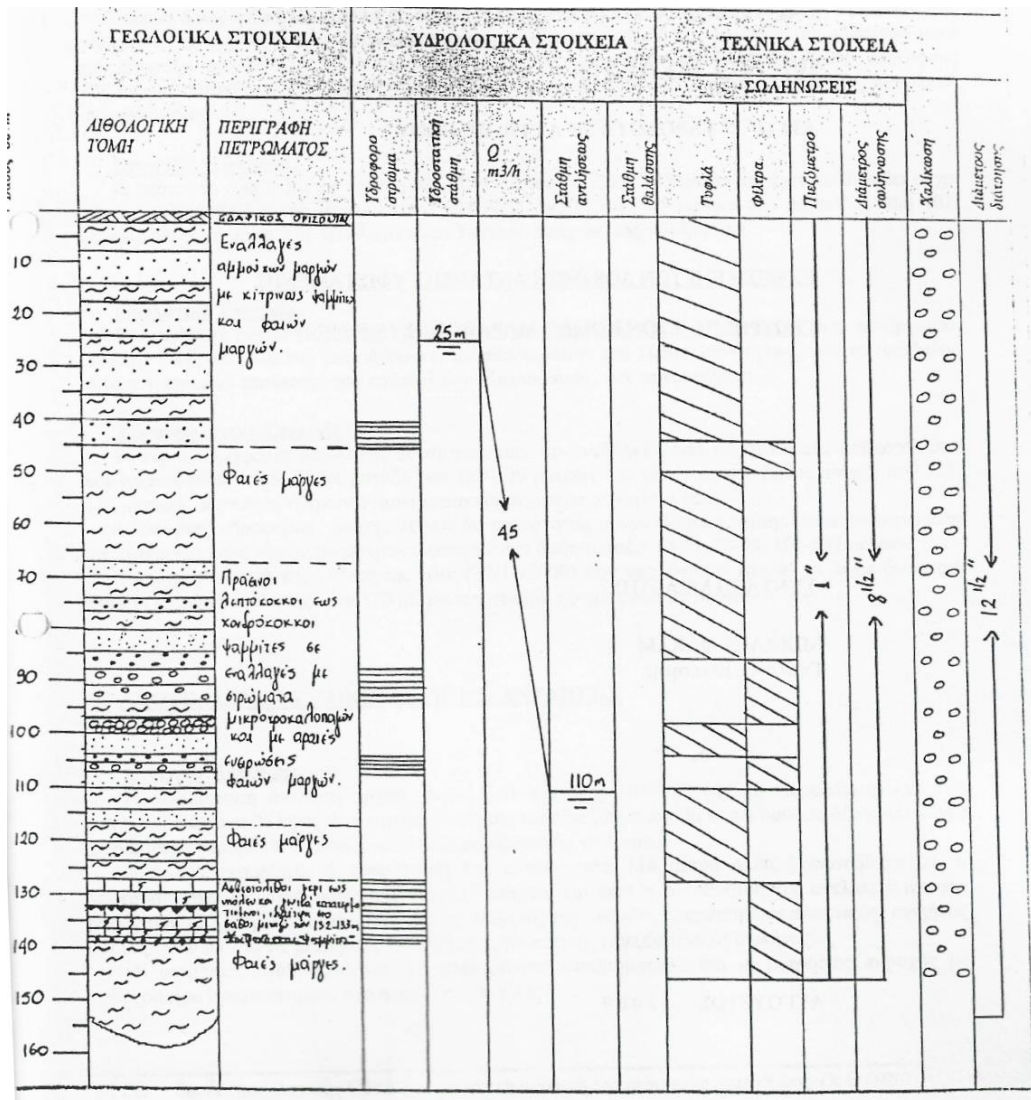 ΓΕΩΛΟΓΙΚΑ ΣΤΟΙΧΕΙΑ
ΥΔΡΟΛΟΓΙΚΑ ΣΤΟΙΧΕΙΑ
ΤΕΧΝΙΚΑ ΣΤΟΙΧΕΙΑ
ΣΩΛΗΝΩΣΕΙΣ
ΛΙΘΟΛΟΓΙΚΗ
ΤΟΜΗ
ΠΕΡΙΓΡΑΦΗ
ΠΕΤΡΩΜΑΤΟΣ
Υδροφορο
στρώμα
Υδροστατική
στάθμη
Q
m3/h
Στάθμη
αντλήσεως
Στάθμη
θαλάσσης
Τυφλά
Φίλτρα
Πιεζόμετρο
Διάμετρος
σωλήνωσης
Χαλίκωση
Διάμετρος
διατρήσεως
εδαφικος οριζοντας
Εναλλαγές
αμμούχων μαργών
με κίτρινους ψαμμίτες
και φαιών
μαργών.
Φαιές μάργες
Πράσινοι
λεπτόκοκκοι εως
χονδρόκοκκοι
ψαμμίτες σε
εναλλαγές με
στρώματα
μικροκροκαλοπαγών
και με αραιές
ενστρώσεις
φαιών μαργών.
Φαιές μάργες
Φαιές μάργες.
10
20
30
40
50
60
70
80
90
100
110
120
130
140
150
160
25m
45
110m
"
8 1/2"
12 1/2"